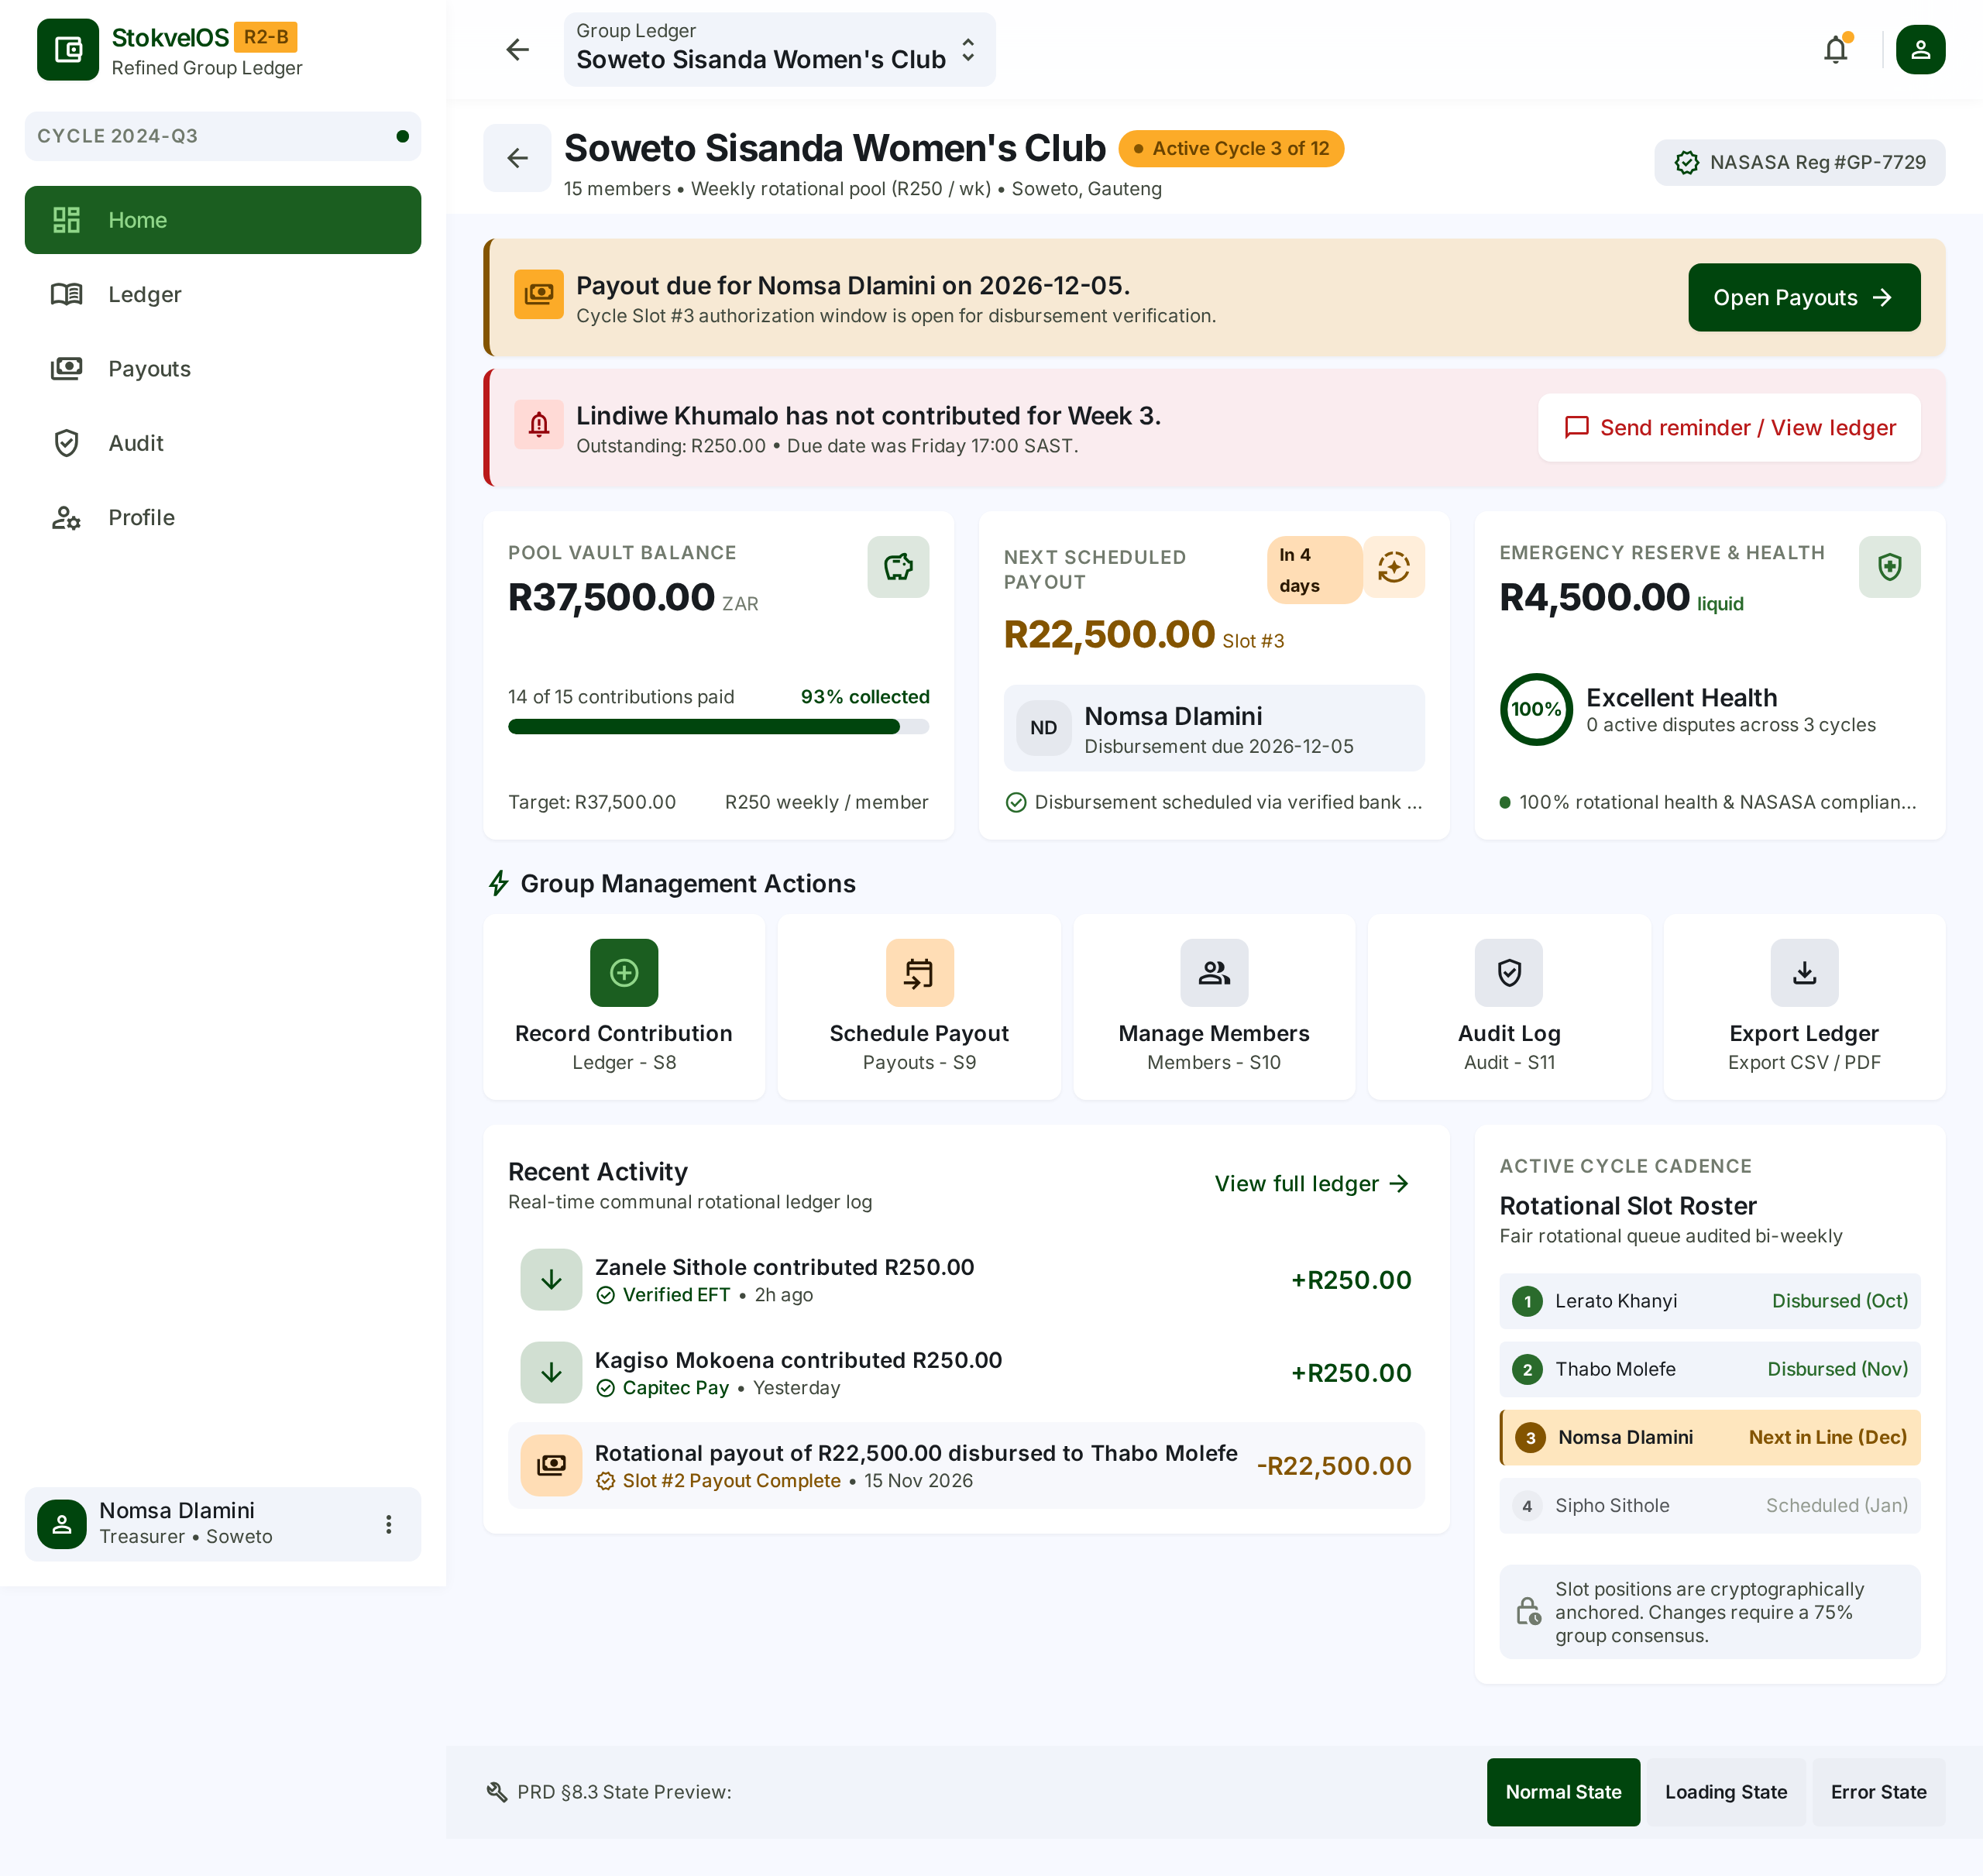 StokvelOS R2-B
Refined Group Ledger
CYCLE 2024-Q3
Home
Ledger
Payouts
Audit
Profile
Nomsa Dlamini
Treasurer • Soweto
Group Ledger
Soweto Sisanda Women's Club
Soweto Sisanda Women's Club
Active Cycle 3 of 12
15 members • Weekly rotational pool (R250 / wk) • Soweto, Gauteng
NASASA Reg #GP-7729
Payout due for Nomsa Dlamini on 2026-12-05.
Cycle Slot #3 authorization window is open for disbursement verification.
Open Payouts
Lindiwe Khumalo has not contributed for Week 3.
Outstanding: R250.00 • Due date was Friday 17:00 SAST.
Send reminder / View ledger
POOL VAULT BALANCE
R37,500.00 ZAR
14 of 15 contributions paid
93% collected
Target: R37,500.00
R250 weekly / member
NEXT SCHEDULED
PAYOUT
In 4
days
R22,500.00 Slot #3
ND
Nomsa Dlamini
Disbursement due 2026-12-05
Disbursement scheduled via verified bank ...
EMERGENCY RESERVE & HEALTH
R4,500.00 liquid
100%
Excellent Health
0 active disputes across 3 cycles
100% rotational health & NASASA complian...
Group Management Actions
Record Contribution
Ledger - S8
Schedule Payout
Payouts - S9
Manage Members
Members - S10
Audit Log
Audit - S11
Export Ledger
Export CSV / PDF
Recent Activity
Real-time communal rotational ledger log
View full ledger
Zanele Sithole contributed R250.00
Verified EFT • 2h ago
+R250.00
Kagiso Mokoena contributed R250.00
Capitec Pay • Yesterday
+R250.00
Rotational payout of R22,500.00 disbursed to Thabo Molefe
Slot #2 Payout Complete • 15 Nov 2026
-R22,500.00
ACTIVE CYCLE CADENCE
Rotational Slot Roster
Fair rotational queue audited bi-weekly
1 Lerato Khanyi Disbursed (Oct)
2 Thabo Molefe Disbursed (Nov)
3 Nomsa Dlamini Next in Line (Dec)
4 Sipho Sithole Scheduled (Jan)
Slot positions are cryptographically
anchored. Changes require a 75%
group consensus.
PRD §8.3 State Preview:
Normal State
Loading State
Error State